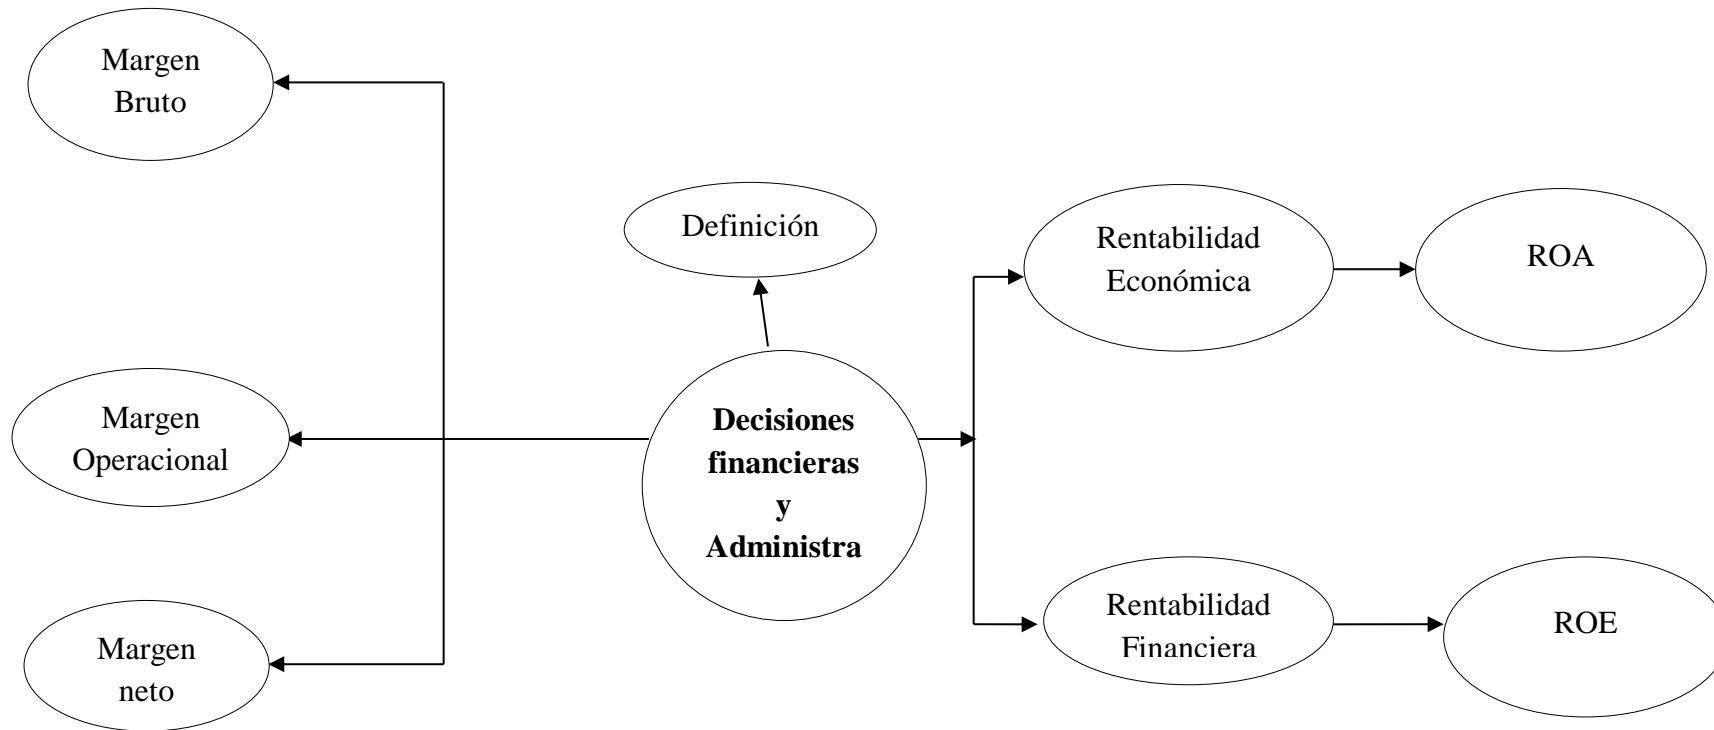 Margen
Bruto
Definición
Rentabilidad
Económica
ROA
Margen
Operacional
Decisiones
financieras
y
Administra
Rentabilidad
Financiera
ROE
Margen
neto